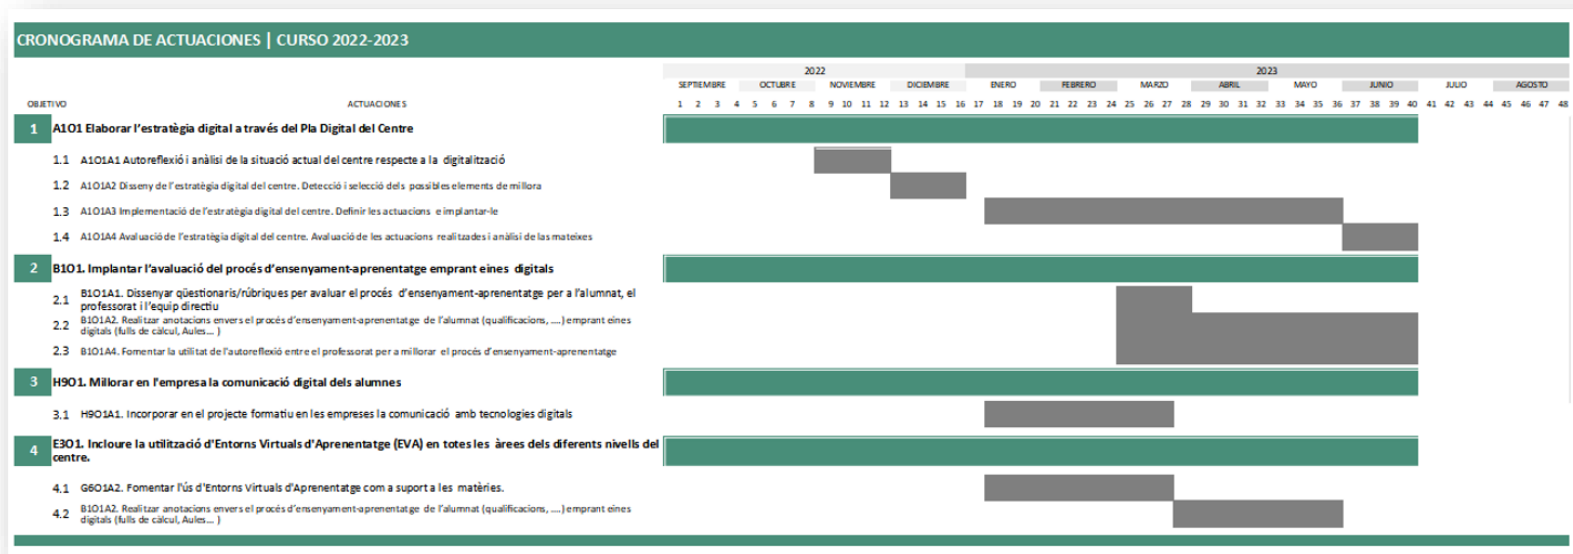 CRONOGRAMA DE ACTUACIONES | CURSO 2022-2023
2022 2023
SEPTIEMBRE OCTUBRE NOVIEMBRE DICIEMBRE ENERO FEBRERO MARZO ABRIL MAYO JUNIO JULIO AGOSTO
OBJETIVO ACTUACIONES 1 2 3 4 5 6 7 8 9 10 11 12 13 14 15 16 17 18 19 20 21 22 23 24 25 26 27 28 29 30 31 32 33 34 35 36 37 38 39 40 41 42 43 44 45 46 47 48
1 A1O1 Elaborar l'estratègia digital a través del Pla Digital del Centre
1.1 A1O1A1 Autoreflexió i anàlisi de la situació actual del centre respecte a la digitalització
1.2 A1O1A2 Disseny de l'estratègia digital del centre. Detecció i selecció dels possibles elements de millora
1.3 A1O1A3 Implementació de l'estratègia digital del centre. Definir les actuacions e implantar-le
1.4 A1O1A4 Avaluació de l'estratègia digital del centre. Avaluació de les actuacions realitzades i anàlisi de las mateixes
2 B1O1. Implantar l'avaluació del procés d'ensenyament-aprenentatge emprant eines digitals
2.1 B1O1A1. Dissenyar qüestionaris/rúbriques per avaluar el procés d'ensenyament-aprenentatge per a l'alumnat, el
professorat i l'equip directiu
2.2 B1O1A2. Realitzar anotacions envers el procés d'ensenyament-aprenentatge de l'alumnat (qualificacions, ....) emprant eines
digitals (fulls de càlcul, Aules... )
2.3 B1O1A4. Fomentar la utilitat de l'autoreflexió entre el professorat per a millorar el procés d'ensenyament-aprenentatge
3 H9O1. Millorar en l'empresa la comunicació digital dels alumnes
3.1 H9O1A1. Incorporar en el projecte formatiu en les empreses la comunicació amb tecnologies digitals
4 E3O1. Incloure la utilització d'Entorns Virtuals d'Aprenentatge (EVA) en totes les àrees dels diferents nivells del
centre.
4.1 G6O1A2. Fomentar l'ús d'Entorns Virtuals d'Aprenentatge com a suport a les matèries.
4.2 B1O1A2. Realitzar anotacions envers el procés d'ensenyament-aprenentatge de l'alumnat (qualificacions, ....) emprant eines
digitals (fulls de càlcul, Aules... )